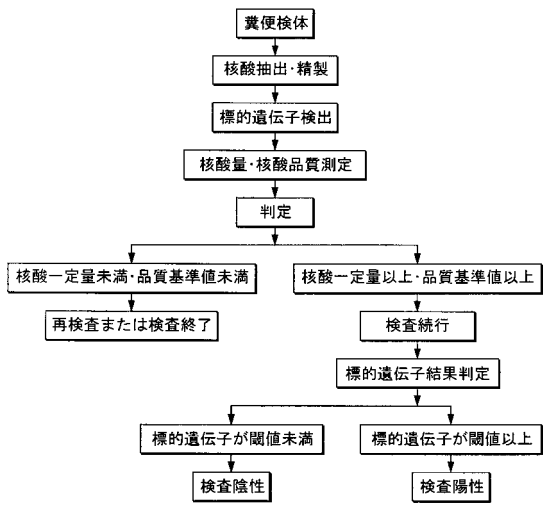 糞便検体
核酸抽出・精製
標的遺伝子検出
核酸量・核酸品質測定
判定
核酸一定量未満・品質基準値未満
核酸一定量以上・品質基準値以上
再検査または検査終了
検査続行
標的遺伝子結果判定
標的遺伝子が閾値未満
標的遺伝子が閾値以上
検査陰性
検査陽性